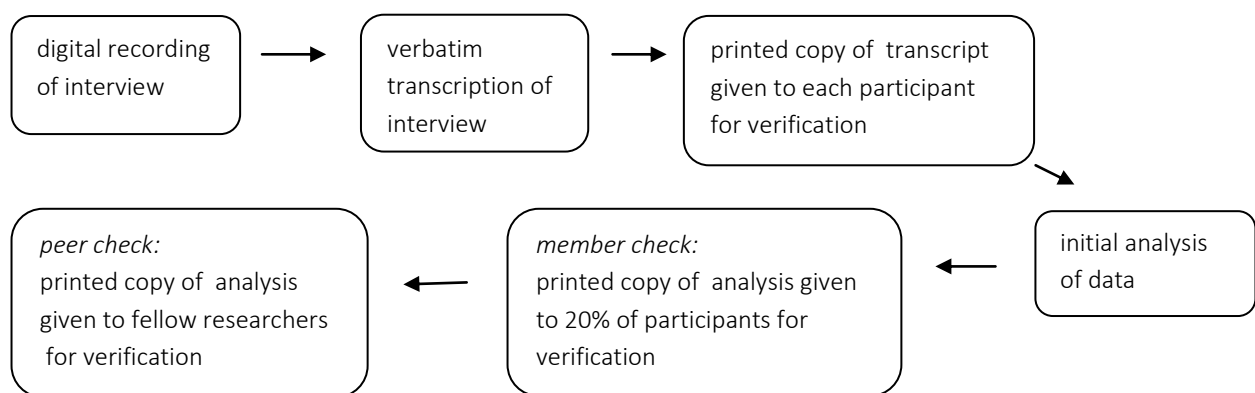 digital recording
of interview
verbatim
transcription of
interview
printed copy of transcript
given to each participant
for verification
initial analysis
of data
member check:
printed copy of analysis given
to 20% of participants for
verification
peer check:
printed copy of analysis
given to fellow researchers
for verification